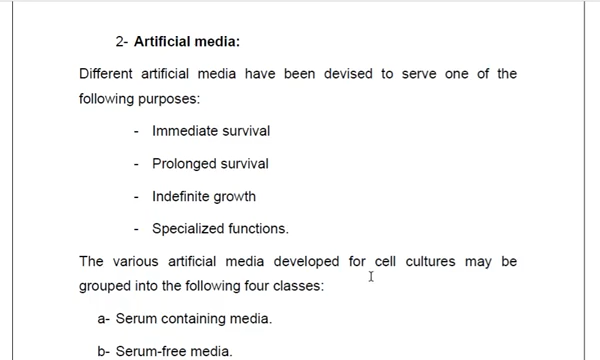 2- Artificial media:
Different artificial media have been devised to serve one of the
following purposes:
- Immediate survival
- Prolonged survival
- Indefinite growth
- Specialized functions.
The various artificial media developed for cell cultures may be
grouped into the following four classes:
a- Serum containing media.
b- Serum-free media.